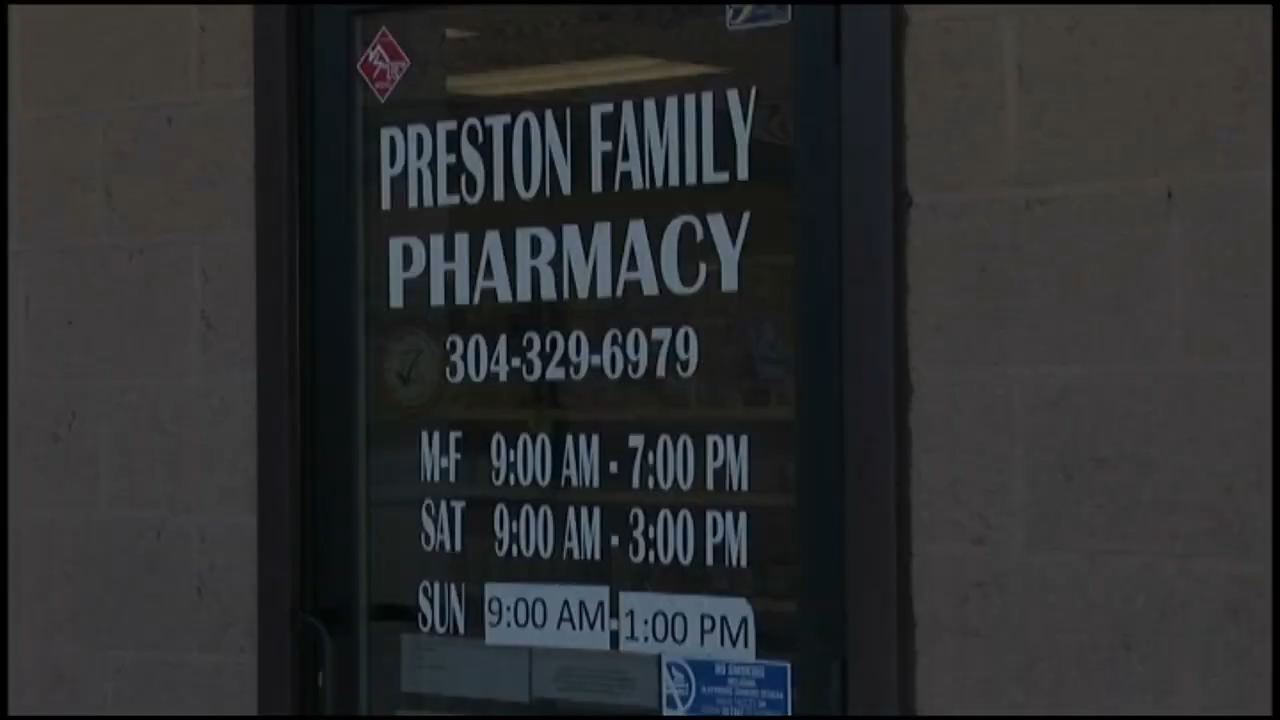 PRESTON FAMILY
PHARMACY
304-329-6979
M-F 9:00 AM - 7:00 PM
SAT 9:00 AM - 3:00 PM
SUN 9:00 AM - 1:00 PM
NO SMOKING